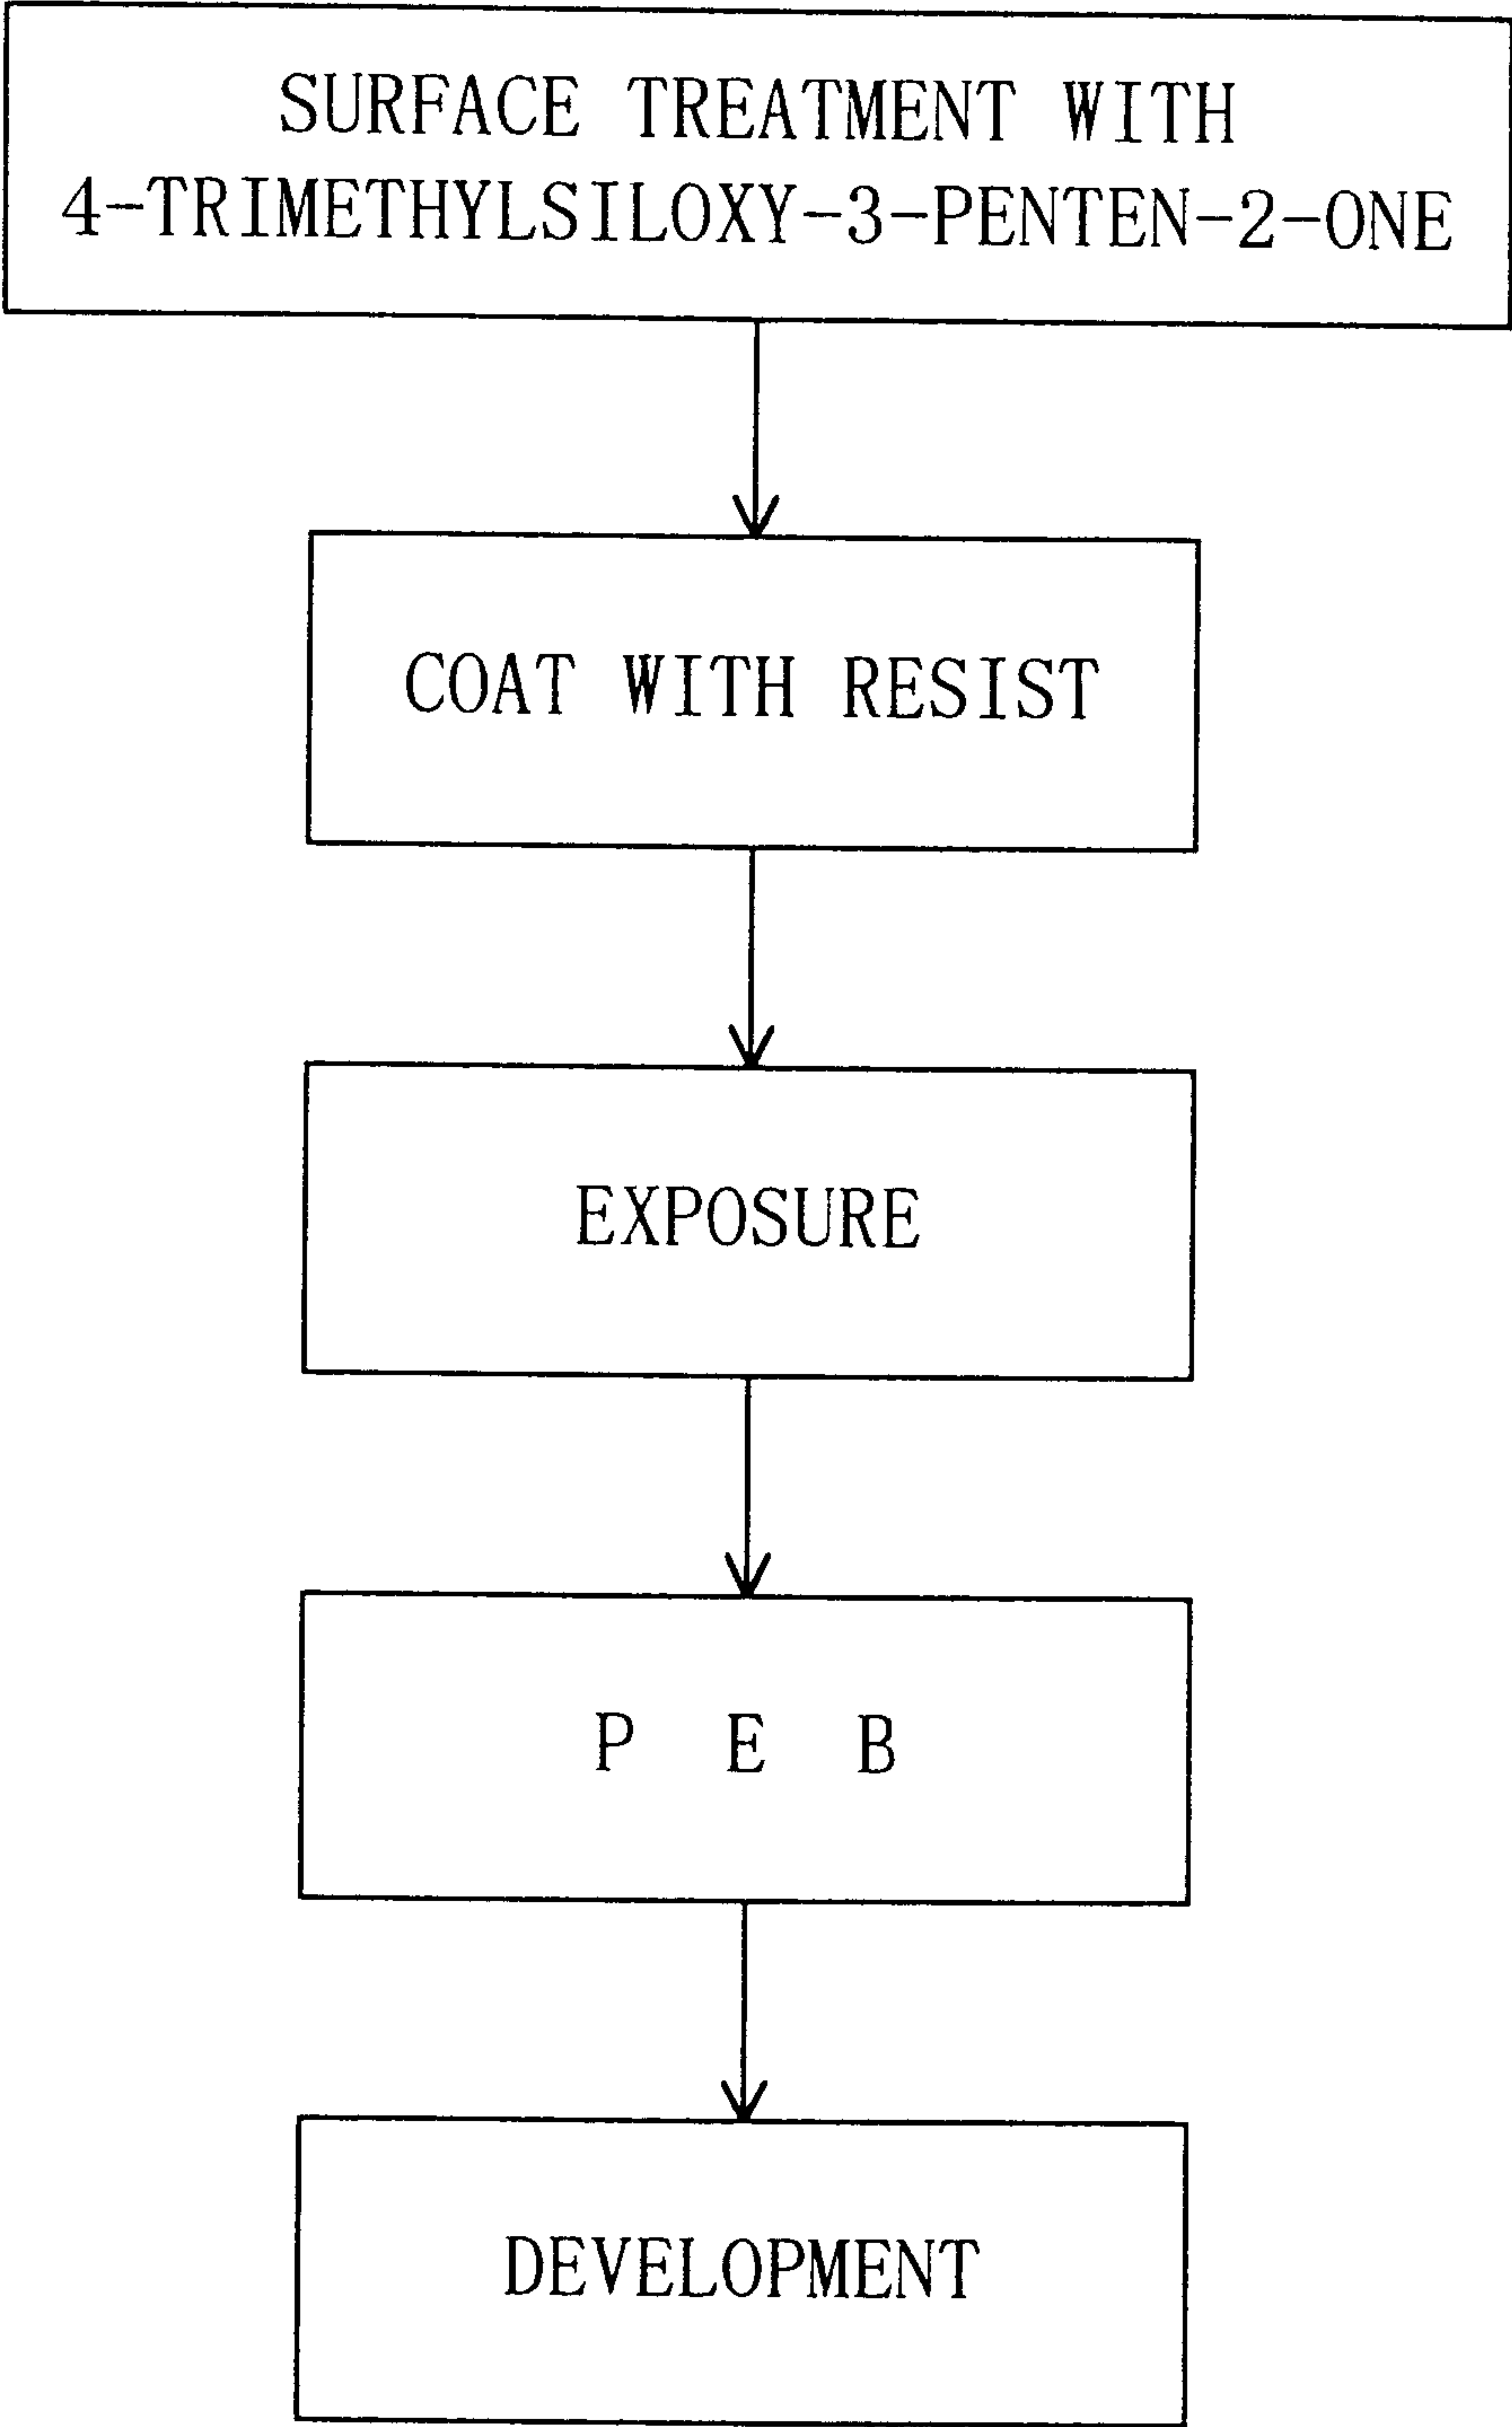 SURFACE TREATMENT WITH
4-TRIMETHYLSILOXY-3-PENTEN-2-ONE
COAT WITH RESIST
EXPOSURE
P E B
DEVELOPMENT